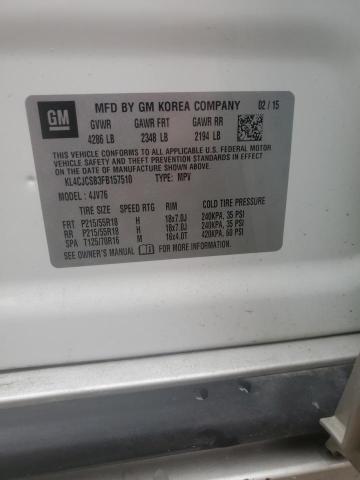 GM
MFD BY GM KOREA COMPANY 02 / 15
GVWR GAWR FRT GAWR RR
4286 LB 2348 LB 2194 LB
THIS VEHICLE CONFORMS TO ALL APPLICABLE U.S. FEDERAL MOTOR
VEHICLE SAFETY, BUMPER, AND THEFT PREVENTION STANDARDS
IN EFFECT ON THE DATE OF MANUFACTURE SHOWN ABOVE.
KL4CJCSB3FB157510 TYPE: MPV
MODEL: 4JV76
TIRE SIZE SPEED RTG RIM COLD TIRE PRESSURE
FRT P215/55R18 H 18x7.0J 240KPA, 35 PSI
RR P215/55R18 H 18x7.0J 240KPA, 35 PSI
SPA T125/70R16 M 16x4.0T 420KPA, 60 PSI
SEE OWNER'S MANUAL FOR MORE INFORMATION.